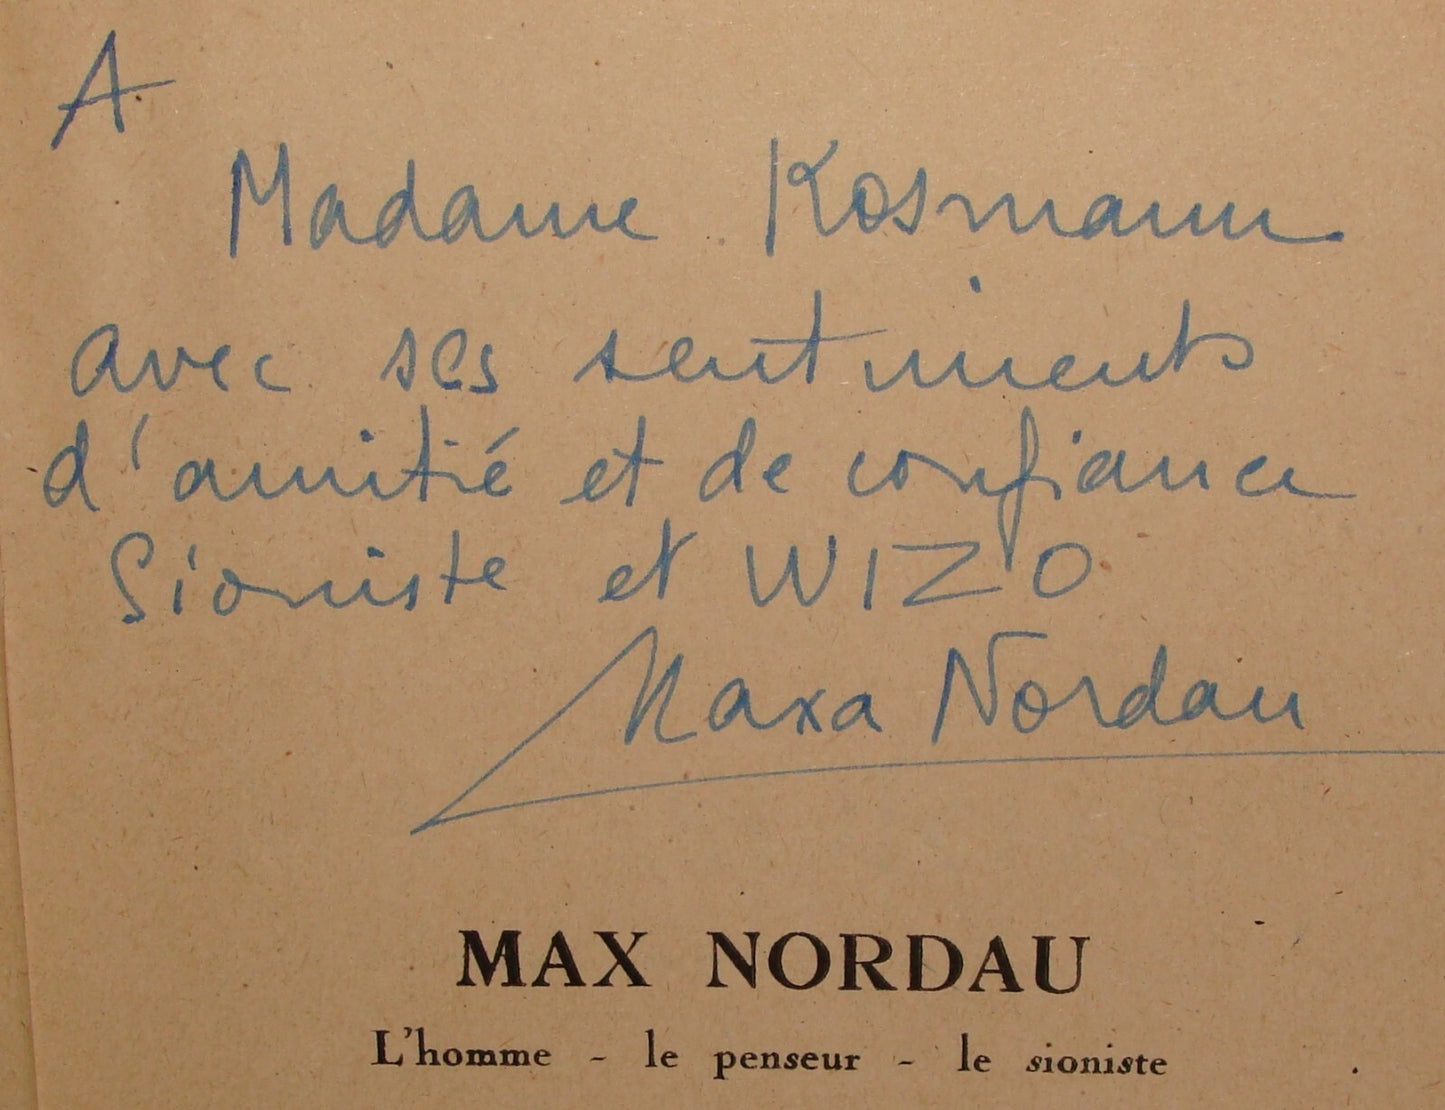 A
Madame Kosmann
avec ses sentiments
d'amitié et de confiance
Sioniste et WIZO
Maxa Nordau
MAX NORDAU
L'homme - le penseur - le sioniste